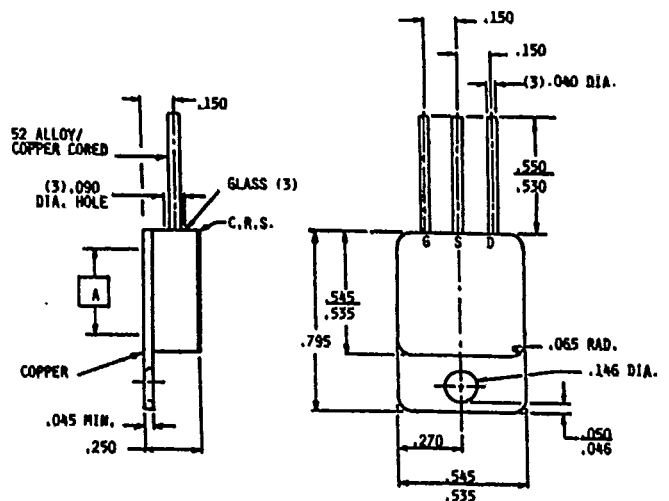 .150
.150
(3).040 DIA.
.150
52 ALLOY/
COPPER CORED
(3).090
DIA. HOLE
GLASS (3)
C.R.S.
.550
.530
G S D
A
.545
.535
.795
.065 RAD.
.146 DIA.
COPPER
.045 MIN.
.250
.270
.050
.046
.545
.535